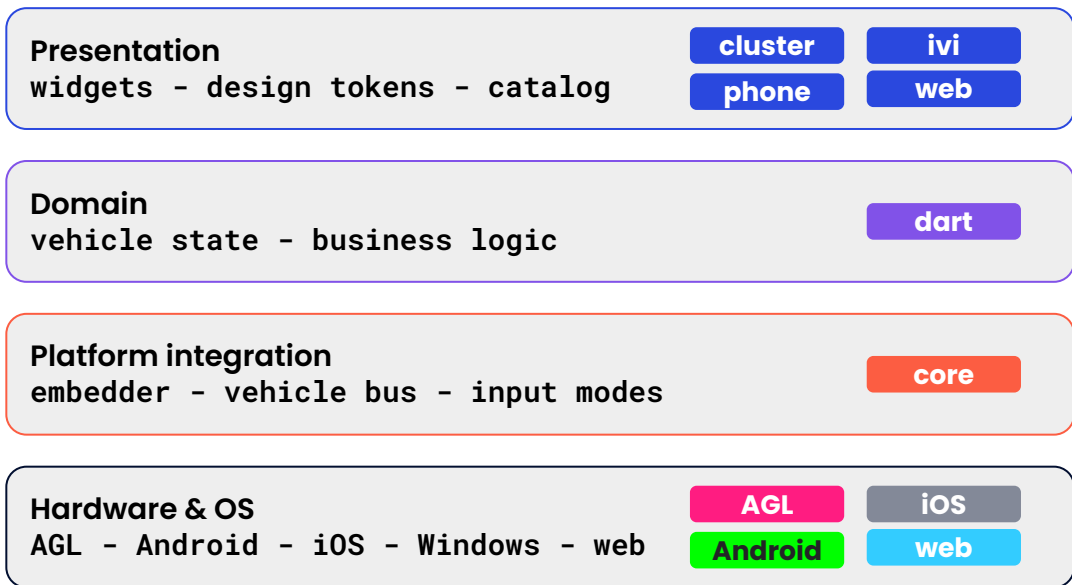 Presentation
widgets - design tokens - catalog
cluster
ivi
phone
web
Domain
vehicle state - business logic
dart
Platform integration
embedder - vehicle bus - input modes
core
Hardware & OS
AGL - Android - iOS - Windows - web
AGL
iOS
Android
web